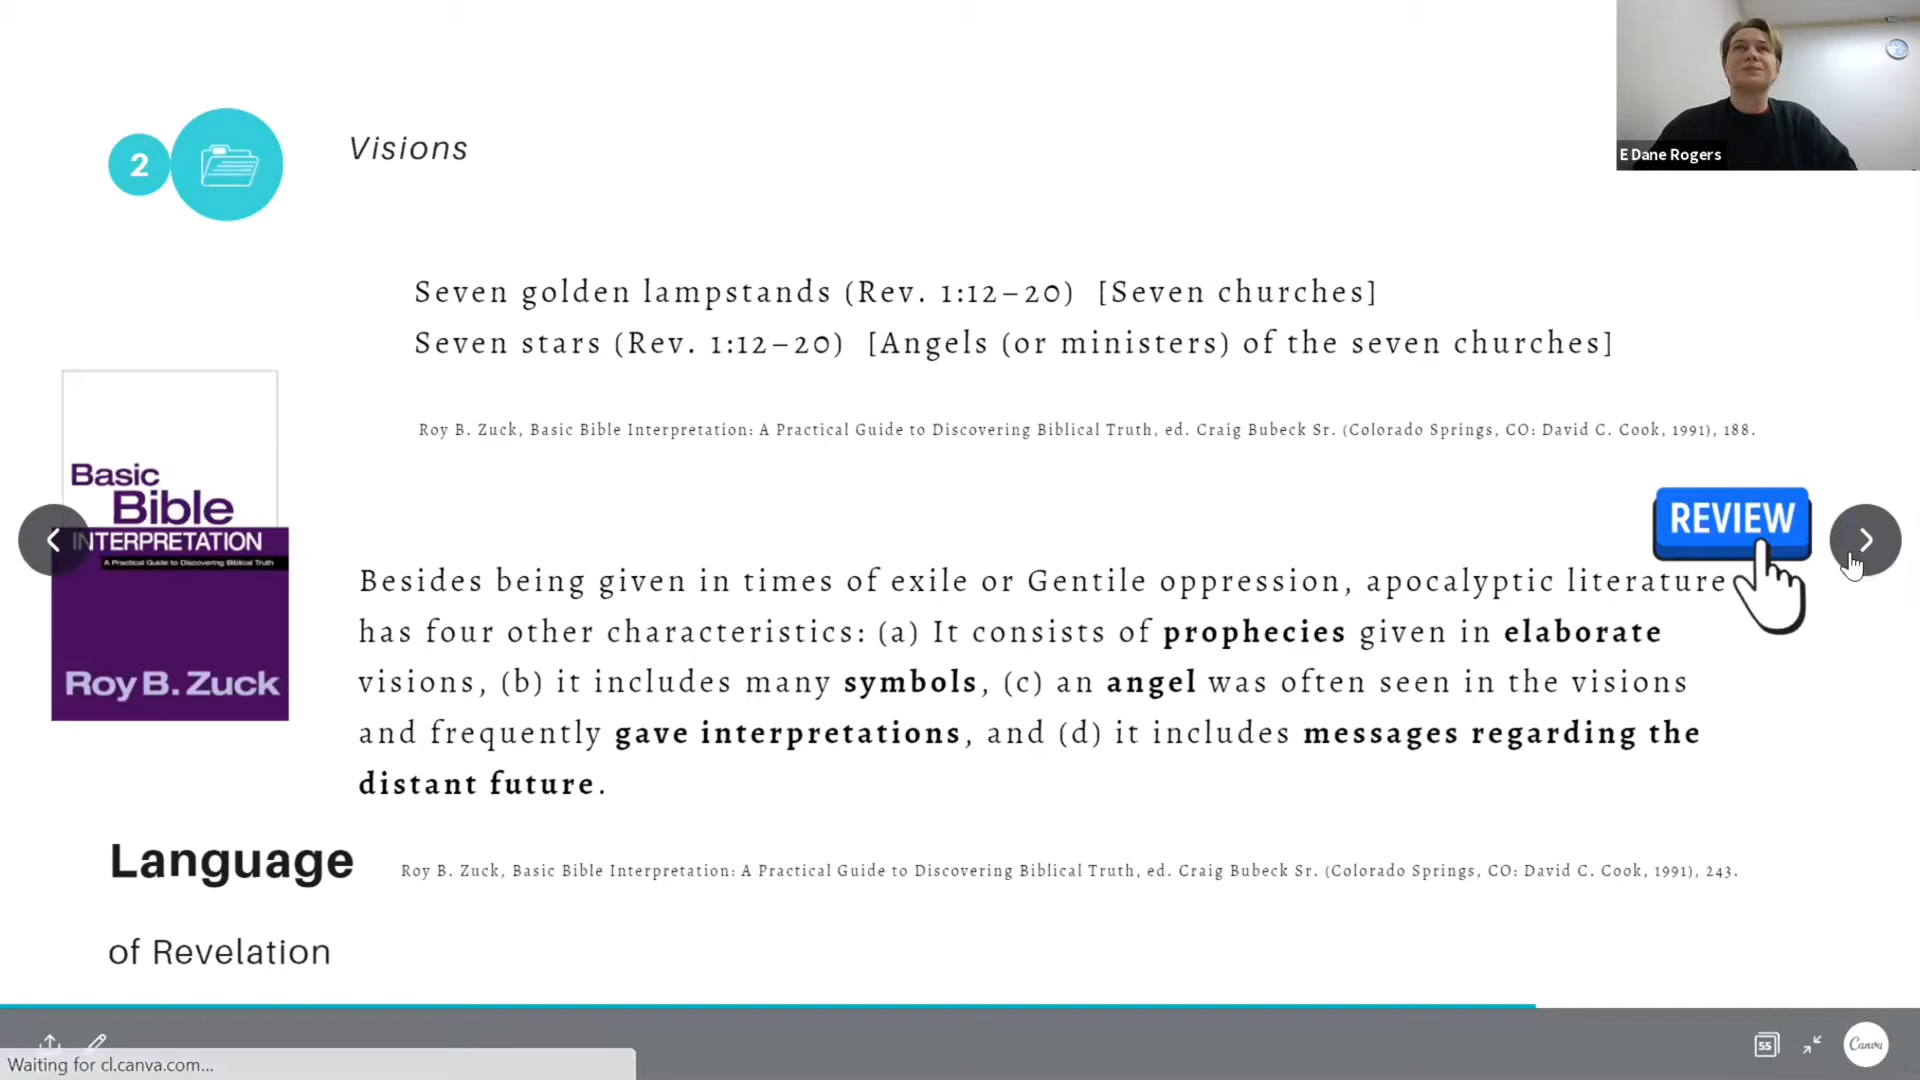 E Dane Rogers
2
Visions
Seven golden lampstands (Rev. 1:12–20) [Seven churches]
Seven stars (Rev. 1:12–20) [Angels (or ministers) of the seven churches]
Roy B. Zuck, Basic Bible Interpretation: A Practical Guide to Discovering Biblical Truth, ed. Craig Bubeck Sr. (Colorado Springs, CO: David C. Cook, 1991), 188.
Basic
Bible
INTERPRETATION
A Practical Guide to Discovering Biblical Truth
Roy B. Zuck
REVIEW
Besides being given in times of exile or Gentile oppression, apocalyptic literature
has four other characteristics: (a) It consists of prophecies given in elaborate
visions, (b) it includes many symbols, (c) an angel was often seen in the visions
and frequently gave interpretations, and (d) it includes messages regarding the
distant future.
Language
Roy B. Zuck, Basic Bible Interpretation: A Practical Guide to Discovering Biblical Truth, ed. Craig Bubeck Sr. (Colorado Springs, CO: David C. Cook, 1991), 243.
of Revelation
Waiting for cl.canva.com...
55
Canva